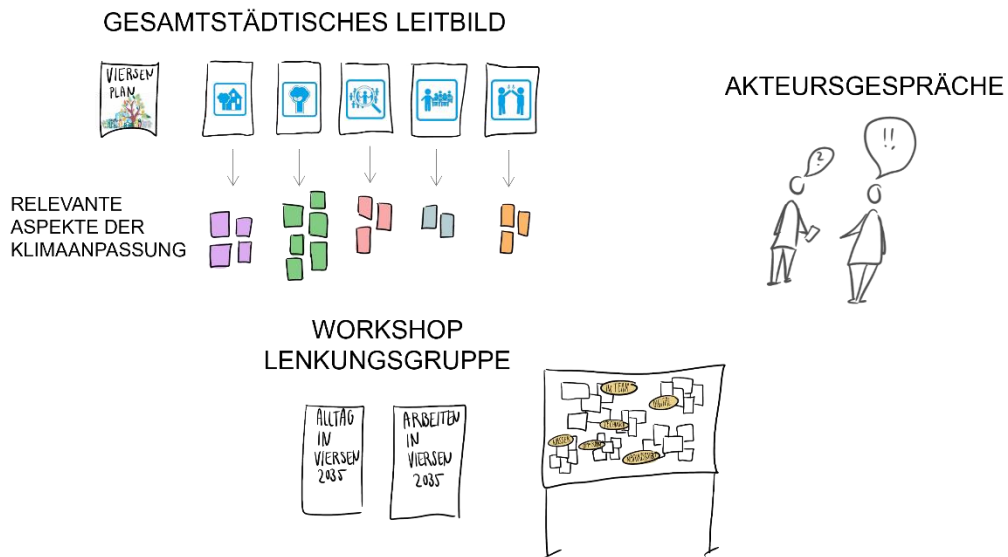 GESAMTSTÄDTISCHES LEITBILD
VIERSEN
PLAN
AKTEURSGESPRÄCHE
?
!!
RELEVANTE
ASPEKTE DER
KLIMAANPASSUNG
WORKSHOP
LENKUNGSGRUPPE
ALLTAG
IN
VIERSEN
2035
ARBEITEN
IN
VIERSEN
2035